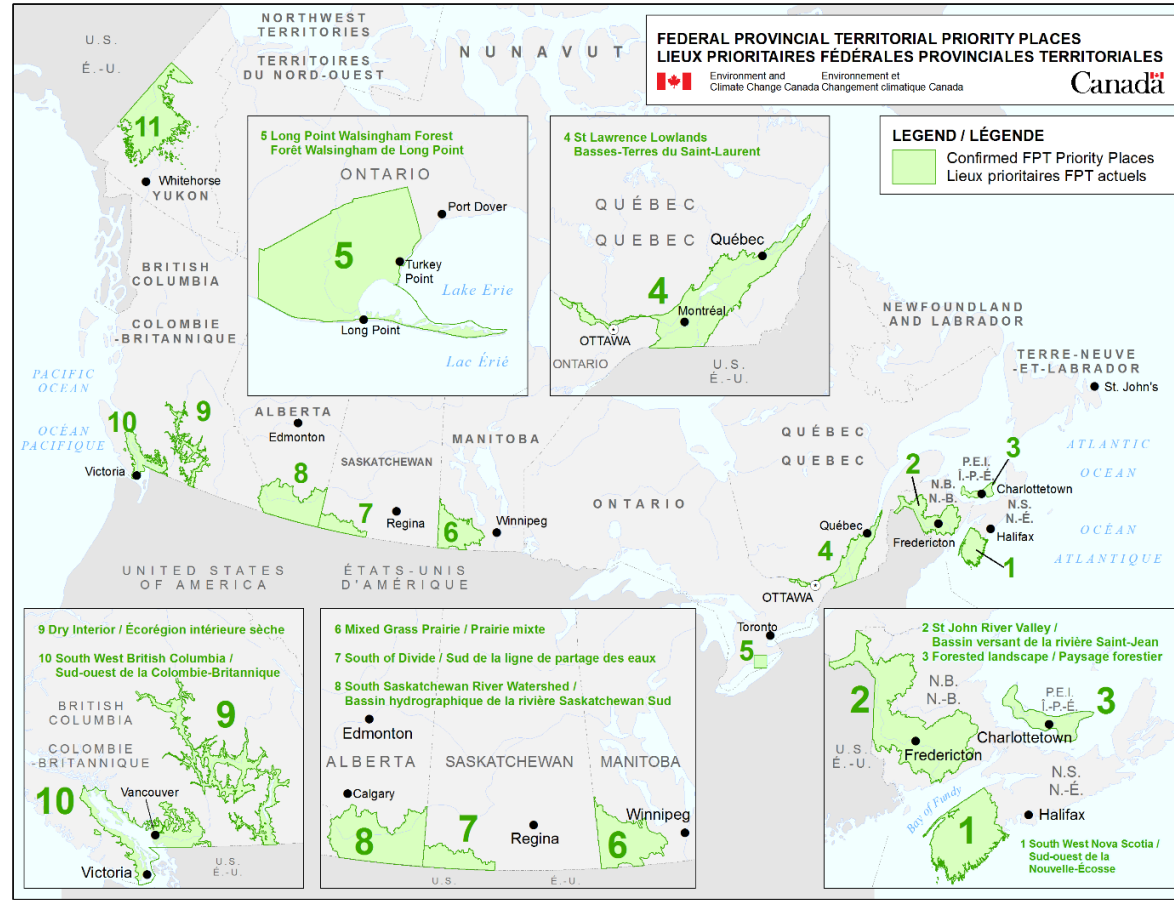 FEDERAL PROVINCIAL TERRITORIAL PRIORITY PLACES
LIEUX PRIORITAIRES FÉDÉRALES PROVINCIALES TERRITORIALES
Environment and
Climate Change Canada
Environnement et
Changement climatique Canada
Canada
LEGEND / LÉGENDE
Confirmed FPT Priority Places
Lieux prioritaires FPT actuels
U.S.
É.-U.
NORTHWEST
TERRITORIES
TERRITOIRES
DU NORD-OUEST
NUNAVUT
11
Whitehorse
YUKON
BRITISH
COLUMBIA
COLOMBIE
-BRITANNIQUE
PACIFIC
OCEAN
OCÉAN
PACIFIQUE
10
9
Victoria
ALBERTA
Edmonton
8
SASKATCHEWAN
7
Regina
MANITOBA
6
Winnipeg
ONTARIO
QUÉBEC
QUEBEC
Québec
4
OTTAWA
Toronto
5
NEWFOUNDLAND
AND LABRADOR
TERRE-NEUVE
-ET-LABRADOR
St. John's
ATLANTIC
OCEAN
OCÉAN
ATLANTIQUE
2
N.B.
N.-B.
Fredericton
P.E.I.
Î.-P.-É.
3
Charlottetown
N.S.
N.-É.
Halifax
1
UNITED STATES
OF AMERICA
ÉTATS-UNIS
D'AMÉRIQUE
5 Long Point Walsingham Forest
Forêt Walsingham de Long Point
ONTARIO
Port Dover
5
Turkey
Point
Long Point
Lake Erie
Lac Érié
4 St Lawrence Lowlands
Basses-Terres du Saint-Laurent
QUÉBEC
QUEBEC
Québec
4
Montréal
OTTAWA
ONTARIO
U.S.
É.-U.
9 Dry Interior / Écorégion intérieure sèche
10 South West British Columbia /
Sud-ouest de la Colombie-Britannique
BRITISH
COLUMBIA
COLOMBIE
-BRITANNIQUE
9
10
Vancouver
Victoria
U.S.
É.-U.
6 Mixed Grass Prairie / Prairie mixte
7 South of Divide / Sud de la ligne de partage des eaux
8 South Saskatchewan River Watershed /
Bassin hydrographique de la rivière Saskatchewan Sud
Edmonton
ALBERTA
SASKATCHEWAN
MANITOBA
Calgary
8
7
Regina
6
Winnipeg
U.S.
É.-U.
2 St John River Valley /
Bassin versant de la rivière Saint-Jean
3 Forested landscape / Paysage forestier
2
N.B.
N.-B.
P.E.I.
Î.-P.-É.
3
Charlottetown
Fredericton
U.S.
É.-U.
N.S.
N.-É.
Bay of Fundy
Halifax
1
1 South West Nova Scotia /
Sud-ouest de la
Nouvelle-Écosse